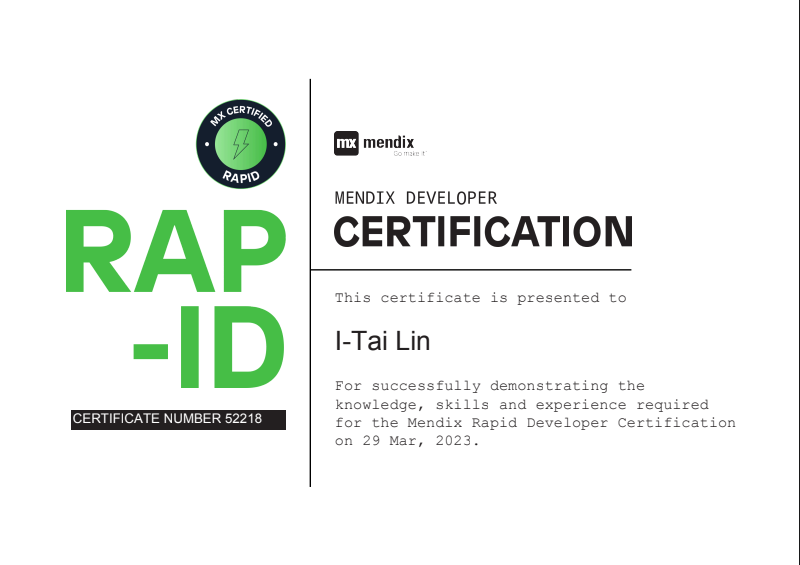 MX CERTIFIED
RAPID
RAP
-ID
CERTIFICATE NUMBER 52218
mx mendix
Go make it
MENDIX DEVELOPER
CERTIFICATION
This certificate is presented to
I-Tai Lin
For successfully demonstrating the
knowledge, skills and experience required
for the Mendix Rapid Developer Certification
on 29 Mar, 2023.